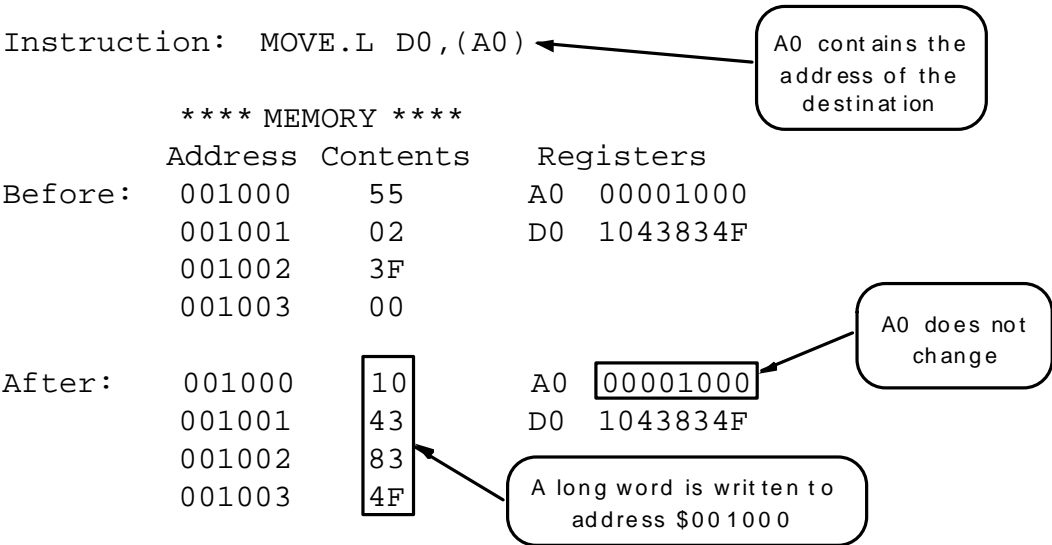 Instruction: MOVE.L D0,(A0)
A0 contains the
address of the
destination
**** MEMORY ****
Address Contents Registers
Before: 001000 55 A0 00001000
001001 02 D0 1043834F
001002 3F
001003 00
A0 does not
change
After: 001000 10 A0 00001000
001001 43 D0 1043834F
001002 83
001003 4F
A long word is written to
address $001000